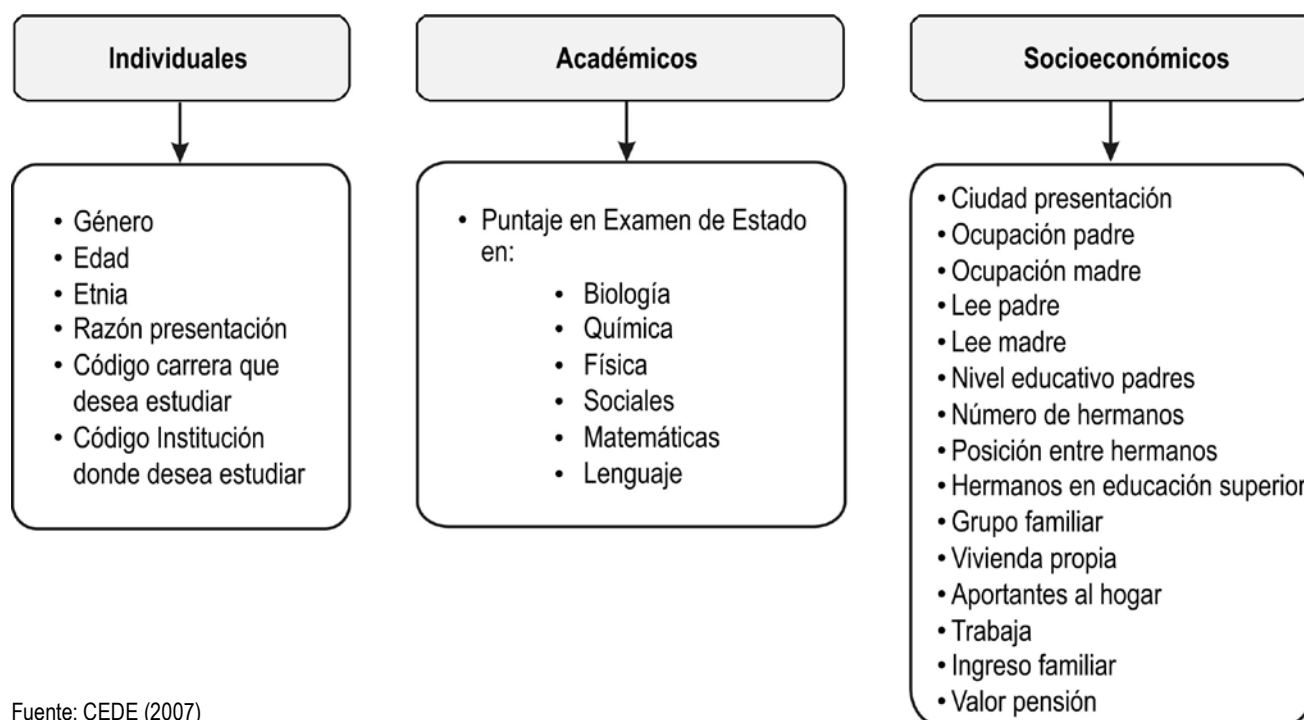 Individuales
Género
Edad
Etnia
Razón presentación
Código carrera que
desea estudiar
Código Institución
donde desea estudiar
Académicos
Puntaje en Examen de Estado
en:
Biología
Química
Física
Sociales
Matemáticas
Lenguaje
Socioeconómicos
Ciudad presentación
Ocupación padre
Ocupación madre
Lee padre
Lee madre
Nivel educativo padres
Número de hermanos
Posición entre hermanos
Hermanos en educación superior
Grupo familiar
Vivienda propia
Aportantes al hogar
Trabaja
Ingreso familiar
Valor pensión
Fuente: CEDE (2007)